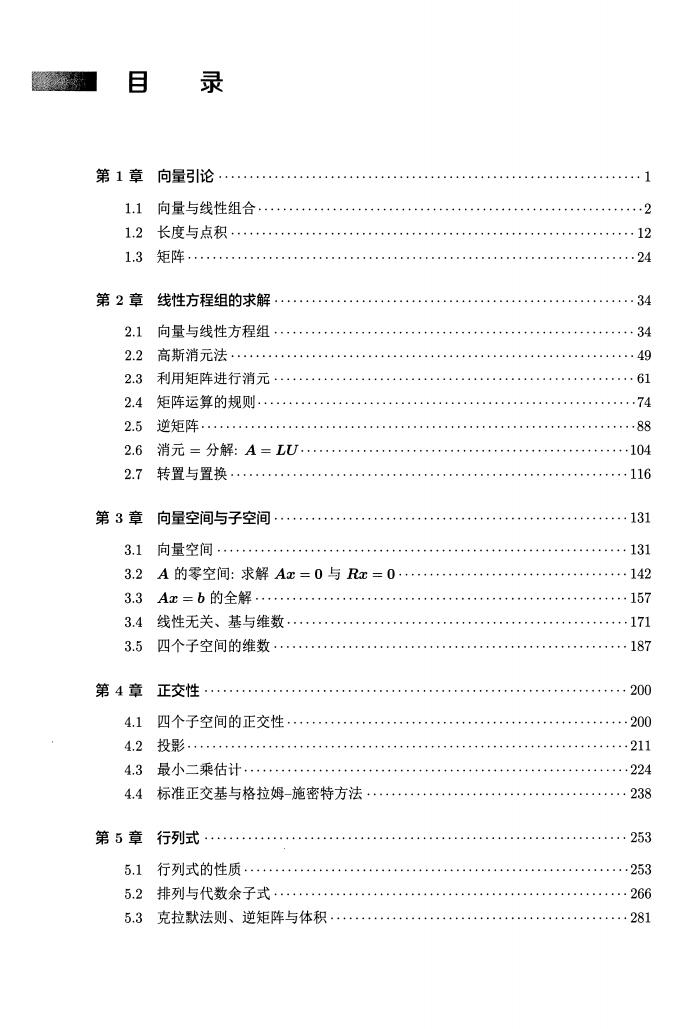 目 录
第 1 章 向量引论 1
1.1 向量与线性组合 2
1.2 长度与点积 12
1.3 矩阵 24
第 2 章 线性方程组的求解 34
2.1 向量与线性方程组 34
2.2 高斯消元法 49
2.3 利用矩阵进行消元 61
2.4 矩阵运算的规则 74
2.5 逆矩阵 88
2.6 消元 = 分解: A = LU 104
2.7 转置与置换 116
第 3 章 向量空间与子空间 131
3.1 向量空间 131
3.2 A 的零空间: 求解 Ax = 0 与 Rx = 0 142
3.3 Ax = b 的全解 157
3.4 线性无关、基与维数 171
3.5 四个子空间的维数 187
第 4 章 正交性 200
4.1 四个子空间的正交性 200
4.2 投影 211
4.3 最小二乘估计 224
4.4 标准正交基与格拉姆–施密特方法 238
第 5 章 行列式 253
5.1 行列式的性质 253
5.2 排列与代数余子式 266
5.3 克拉默法则、逆矩阵与体积 281